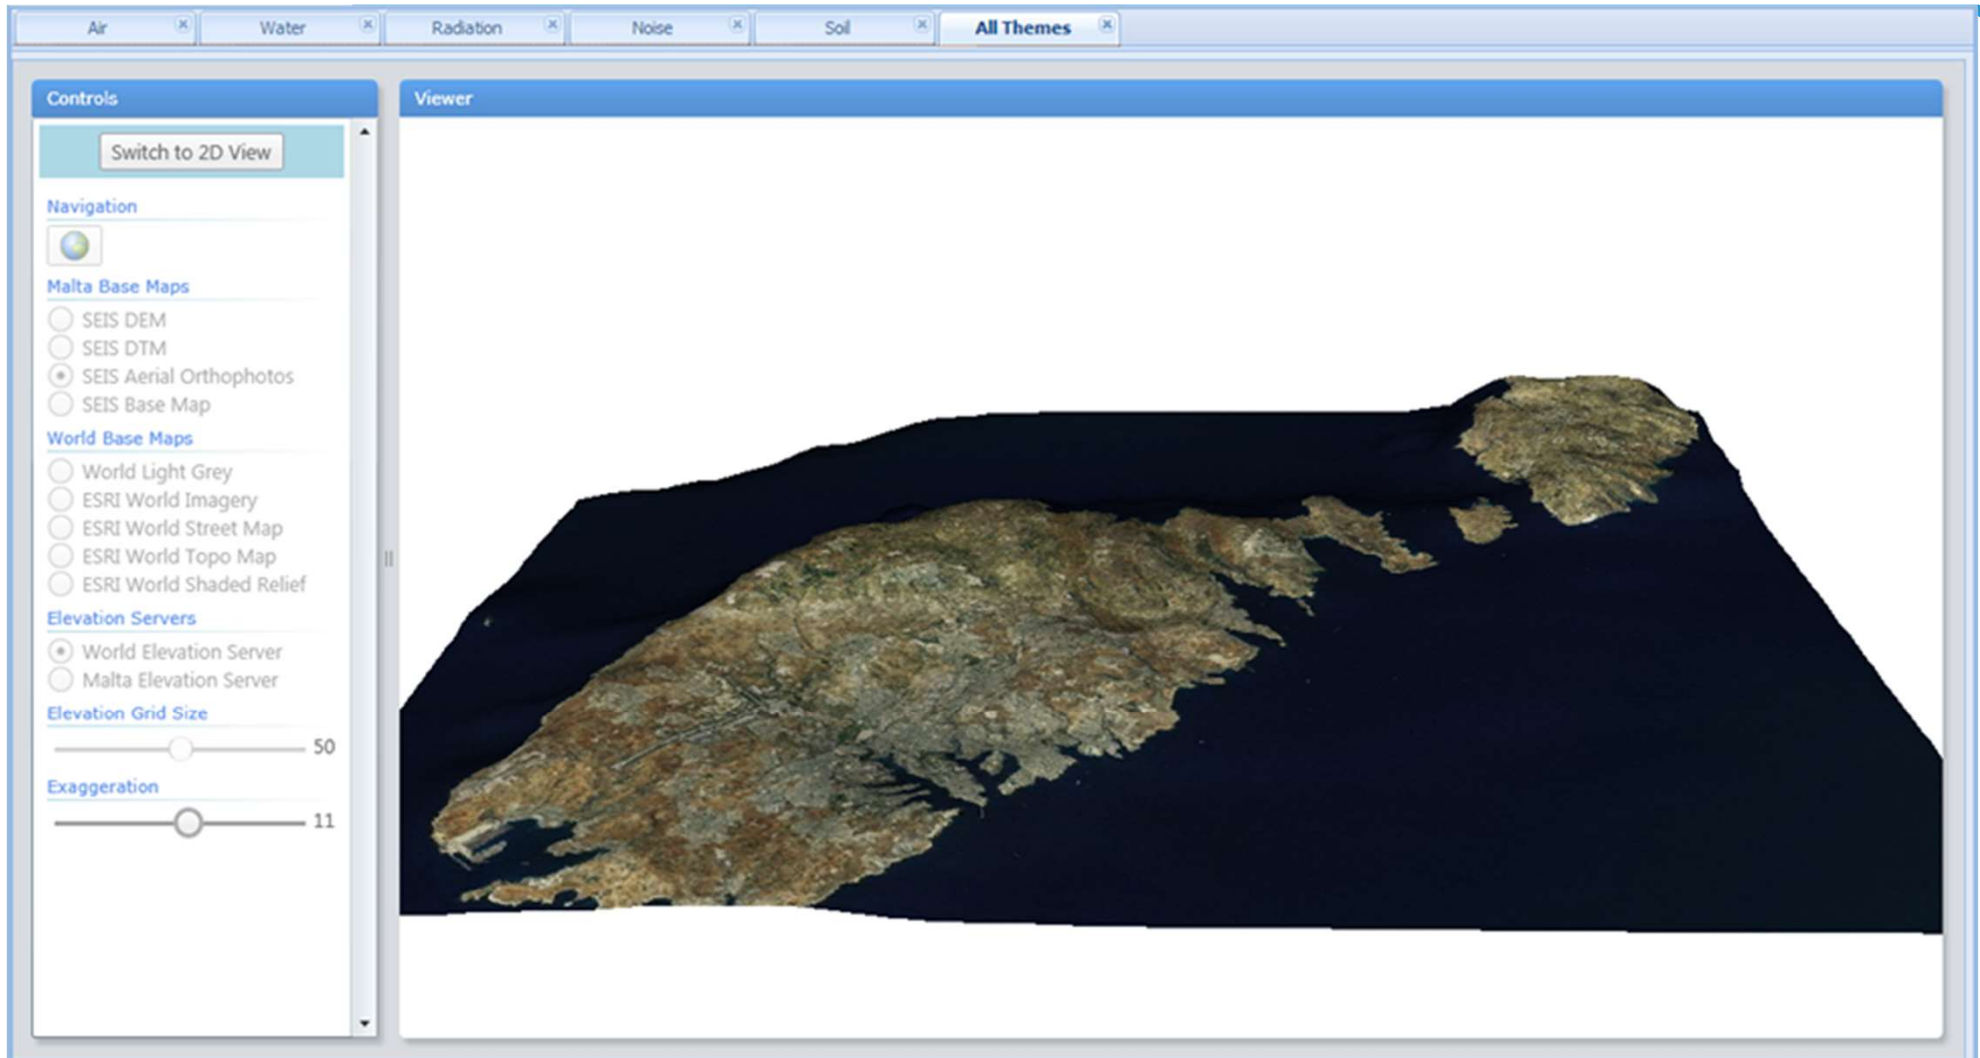 Air
Water
Radiation
Noise
Soil
All Themes
Controls
Switch to 2D View
Navigation
Malta Base Maps
SEIS DEM
SEIS DTM
SEIS Aerial Orthophotos
SEIS Base Map
World Base Maps
World Light Grey
ESRI World Imagery
ESRI World Street Map
ESRI World Topo Map
ESRI World Shaded Relief
Elevation Servers
World Elevation Server
Malta Elevation Server
Elevation Grid Size
50
Exaggeration
11
Viewer